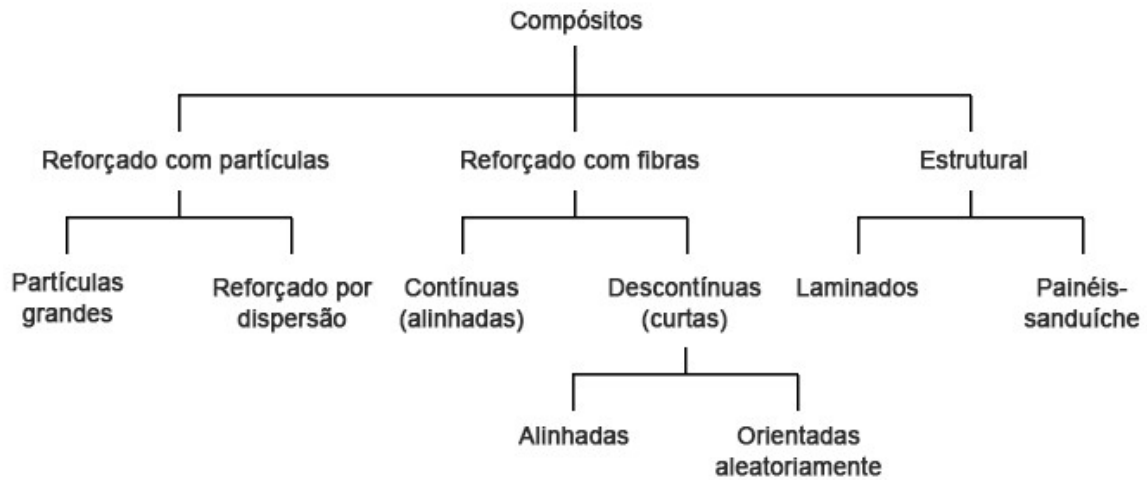 Compósitos
Reforçado com partículas
Reforçado com fibras
Estrutural
Partículas
grandes
Reforçado por
dispersão
Contínuas
(alinhadas)
Descontínuas
(curtas)
Laminados
Painéis-
sanduíche
Alinhadas
Orientadas
aleatoriamente